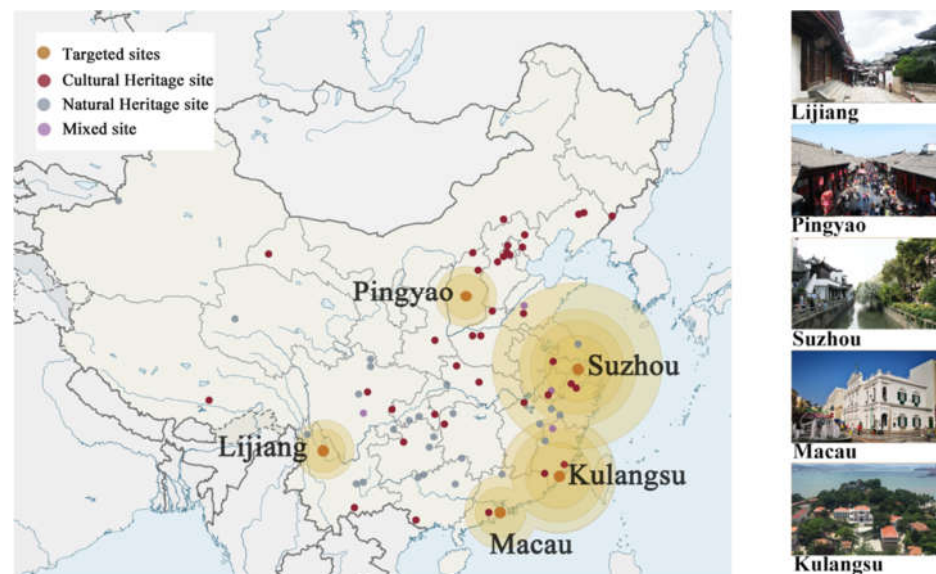 Targeted sites
Cultural Heritage site
Natural Heritage site
Mixed site
Pingyao
Suzhou
Lijiang
Kulangsu
Macau
Lijiang
Pingyao
Suzhou
Macau
Kulangsu